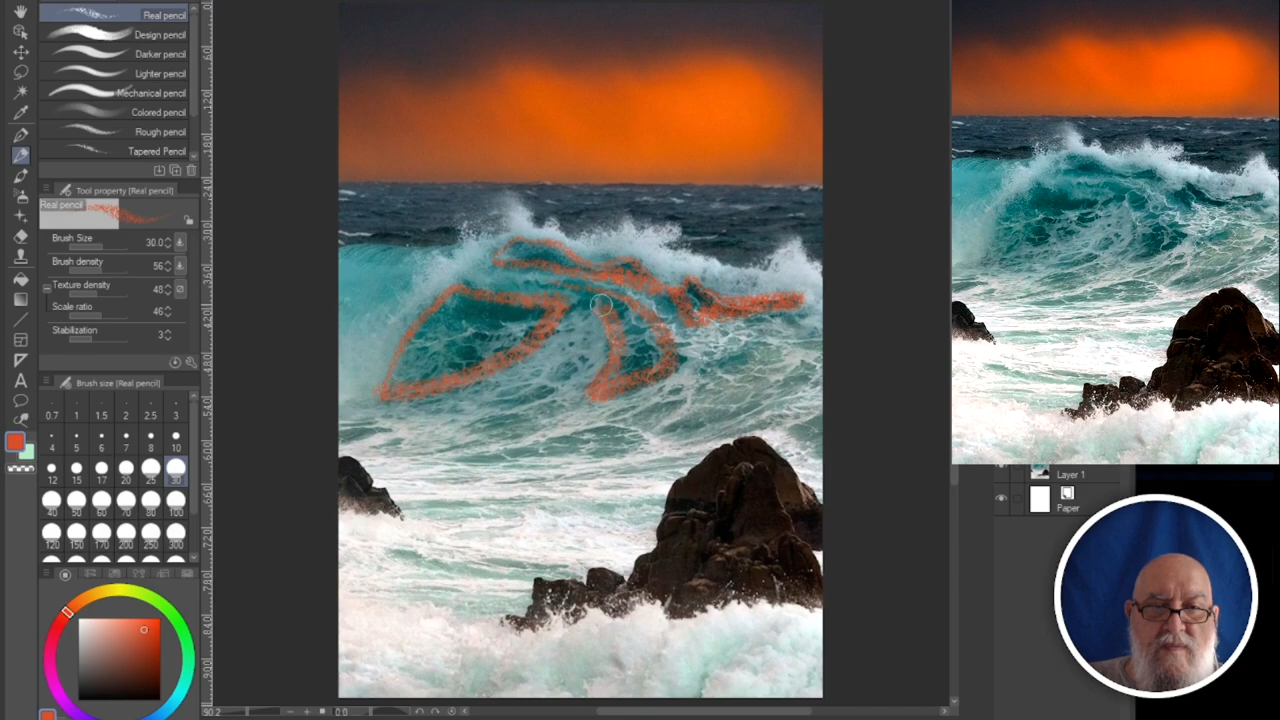 Real pencil
Design pencil
Darker pencil
Lighter pencil
Mechanical pencil
Colored pencil
Rough pencil
Tapered Pencil
Tool property [Real pencil]
Real pencil
Brush Size 30.0
Brush density 56
Texture density 48
Scale ratio 46
Stabilization 3
Brush size [Real pencil]
0.7 1 1.5 2 2.5 3
4 5 6 7 8 10
12 15 17 20 25 30
40 50 60 70 80 100
120 150 170 200 250 300
Layer 1
Paper
90.2
0.0